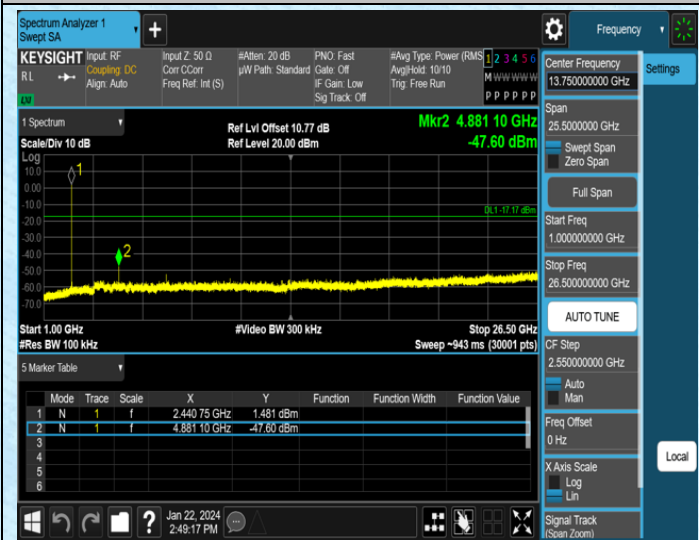 Spectrum Analyzer 1
Swept SA
+
Frequency
KEYSIGHT
RL
LXI
Input: RF
Coupling: DC
Align: Auto
Input Z: 50 Ω
Corr CCorr
Freq Ref: Int (S)
#Atten: 20 dB
µW Path: Standard
PNO: Fast
Gate: Off
IF Gain: Low
Sig Track: Off
#Avg Type: Power (RMS
Avg|Hold: 10/10
Trig: Free Run
1 2 3 4 5 6
M W W W W W
P P P P P P
1 Spectrum
Scale/Div 10 dB
Ref Lvl Offset 10.77 dB
Ref Level 20.00 dBm
Mkr2 4.881 10 GHz
-47.60 dBm
Log
10.0
0.00
-10.0
-20.0
-30.0
-40.0
-50.0
-60.0
-70.0
1
2
DL1 -17.17 dBm
Start 1.00 GHz
#Res BW 100 kHz
#Video BW 300 kHz
Stop 26.50 GHz
Sweep ~943 ms (30001 pts)
5 Marker Table
Mode Trace Scale X Y Function Function Width Function Value
1 N 1 f 2.440 75 GHz 1.481 dBm
2 N 1 f 4.881 10 GHz -47.60 dBm
3
4
5
6
?
Jan 22, 2024
2:49:17 PM
Center Frequency
13.750000000 GHz
Span
25.5000000 GHz
Swept Span
Zero Span
Full Span
Start Freq
1.000000000 GHz
Stop Freq
26.500000000 GHz
AUTO TUNE
CF Step
2.550000000 GHz
Auto
Man
Freq Offset
0 Hz
X Axis Scale
Log
Lin
Signal Track
(Span Zoom)
Settings
Local